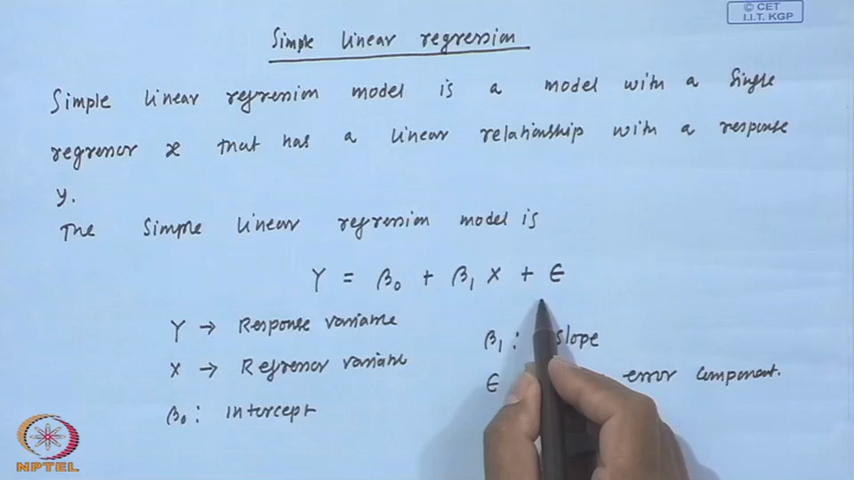 © CET
I.I.T. KGP
Simple linear regression
Simple linear regression model is a model with a single
regressor x that has a linear relationship with a response
y.
The simple linear regression model is
Y = β₀ + β₁ X + ϵ
Y → Response variable
X → Regressor variable
β₀ : intercept
β₁ : slope
ϵ error component.
NPTEL